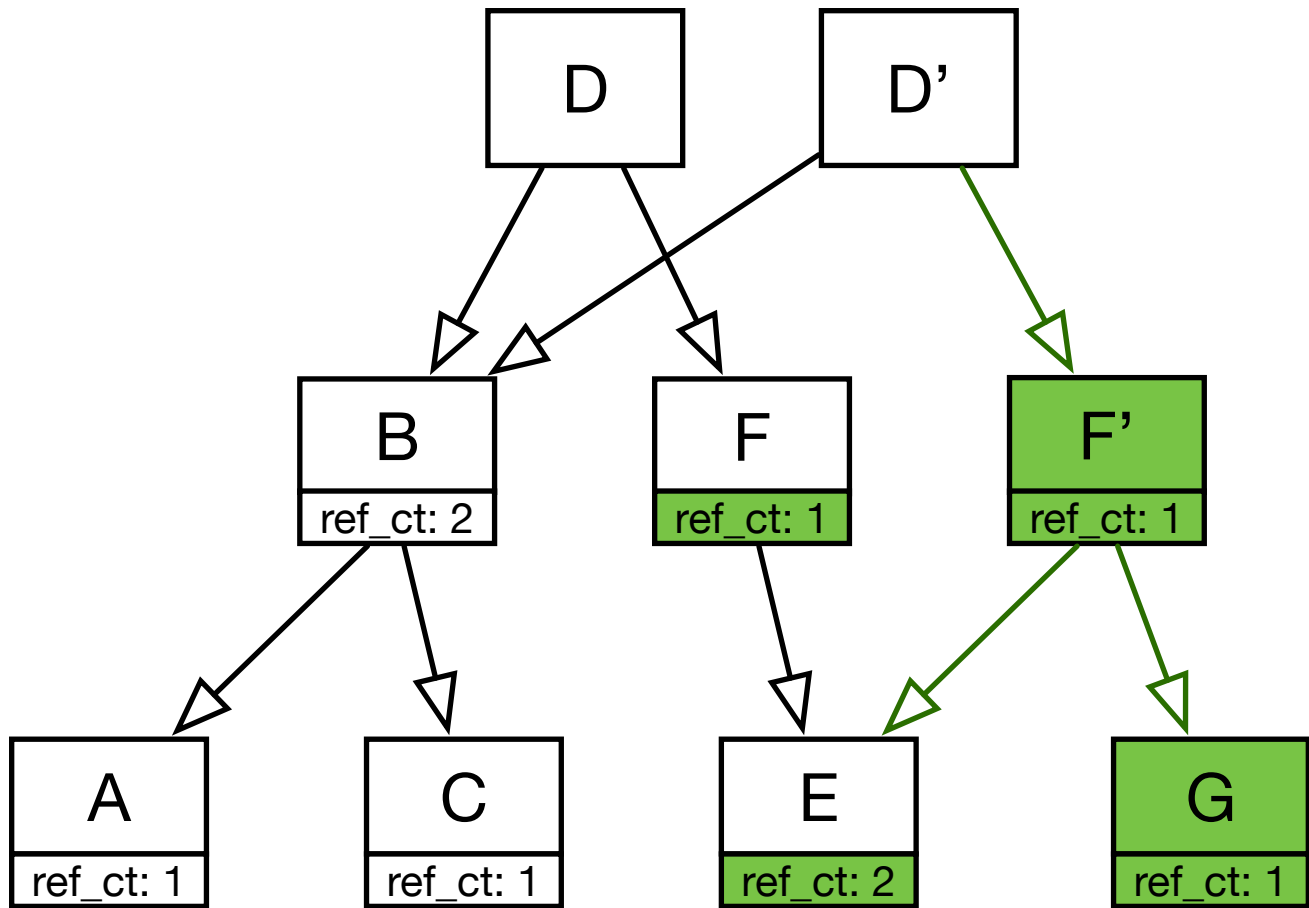 D
D’
B
ref_ct: 2
F
ref_ct: 1
F’
ref_ct: 1
A
ref_ct: 1
C
ref_ct: 1
E
ref_ct: 2
G
ref_ct: 1